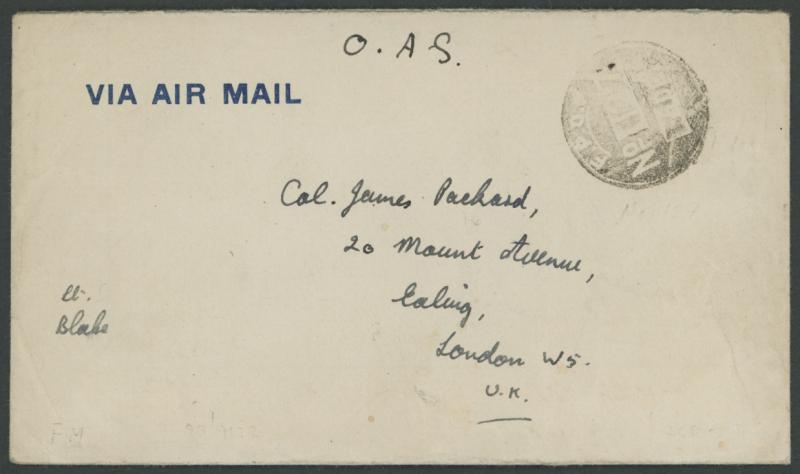 O.A.S.
VIA AIR MAIL
Col. James Packard,
20 Mount Avenue,
Ealing,
London W5.
U.K.
Lt.
Blake
F.M